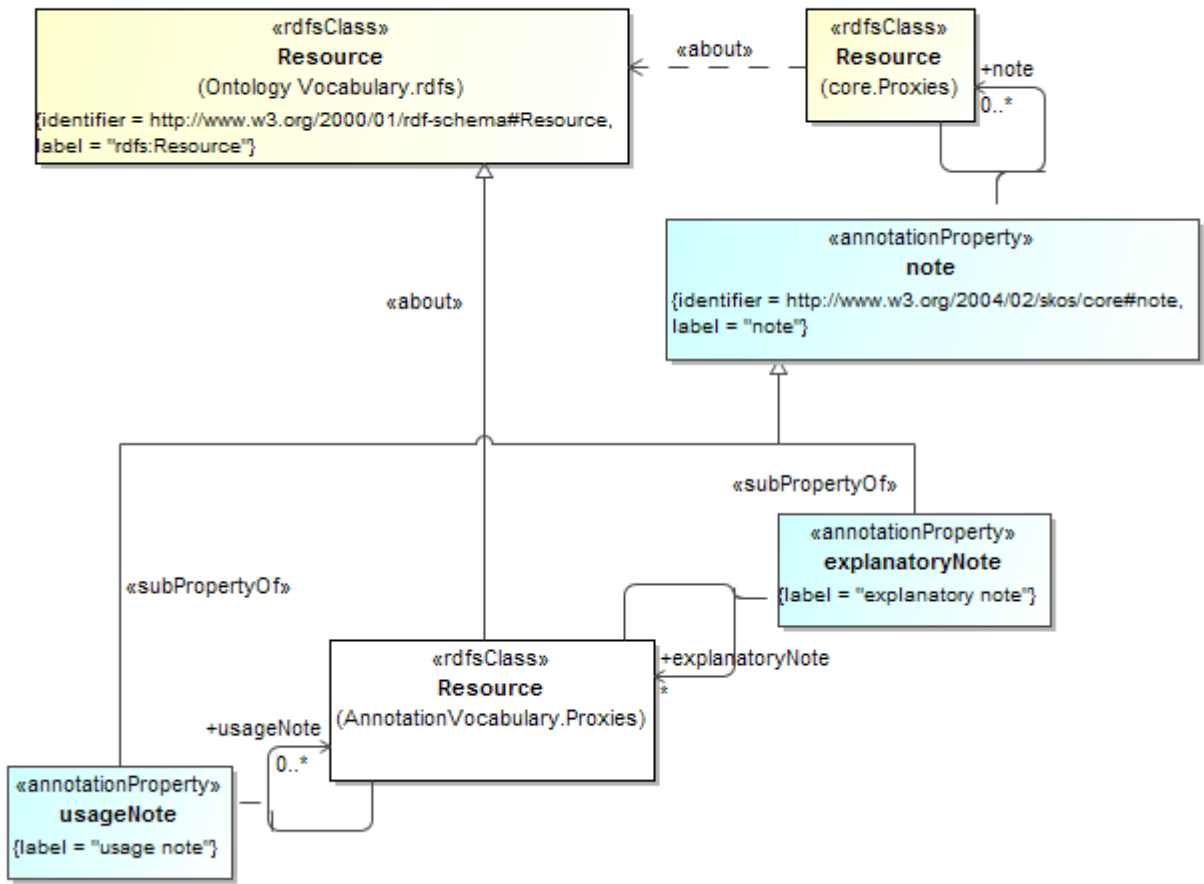 «rdfsClass»
Resource
(Ontology Vocabulary.rdfs)
{identifier = http://www.w3.org/2000/01/rdf-schema#Resource,
label = "rdfs:Resource"}
«about»
«rdfsClass»
Resource
(core.Proxies)
+note
0..*
«annotationProperty»
note
{identifier = http://www.w3.org/2004/02/skos/core#note,
label = "note"}
«about»
«subPropertyOf»
«annotationProperty»
explanatoryNote
{label = "explanatory note"}
«subPropertyOf»
«rdfsClass»
Resource
(AnnotationVocabulary.Proxies)
+explanatoryNote
*
+usageNote
0..*
«annotationProperty»
usageNote
{label = "usage note"}